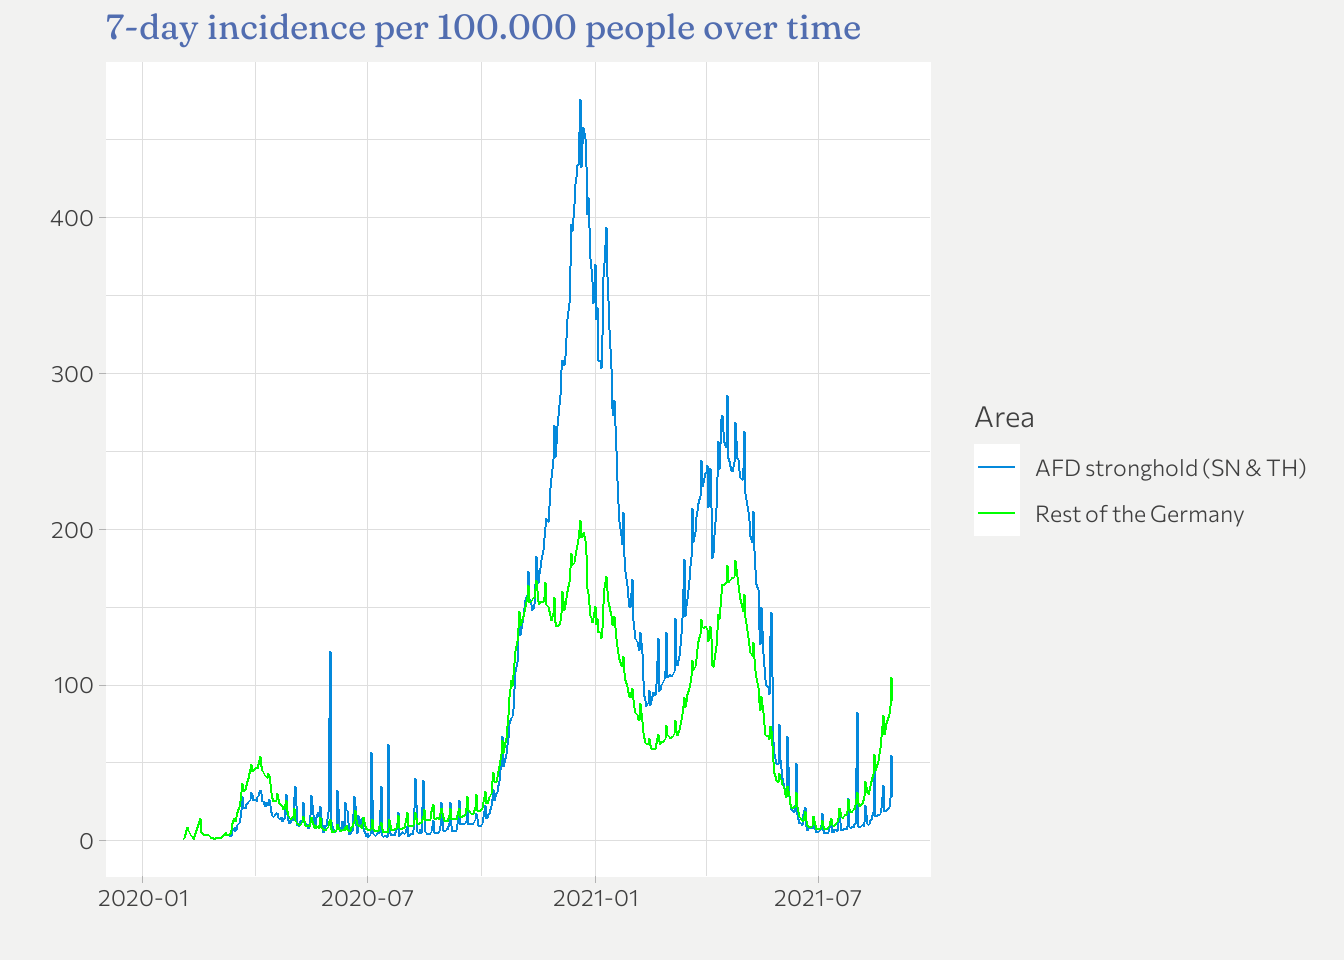 7-day incidence per 100.000 people over time
400
300
200
100
0
2020-01
2020-07
2021-01
2021-07
Area
AFD stronghold (SN & TH)
Rest of the Germany